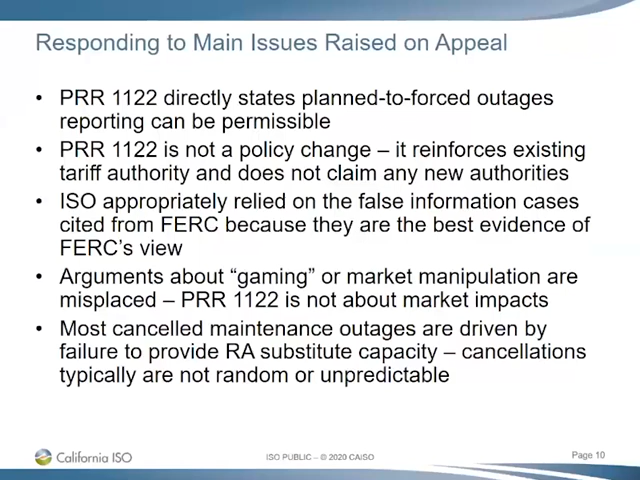 Responding to Main Issues Raised on Appeal
• PRR 1122 directly states planned-to-forced outages
reporting can be permissible
• PRR 1122 is not a policy change – it reinforces existing
tariff authority and does not claim any new authorities
• ISO appropriately relied on the false information cases
cited from FERC because they are the best evidence of
FERC's view
• Arguments about “gaming” or market manipulation are
misplaced – PRR 1122 is not about market impacts
• Most cancelled maintenance outages are driven by
failure to provide RA substitute capacity – cancellations
typically are not random or unpredictable
California ISO
ISO PUBLIC – © 2020 CAISO
Page 10